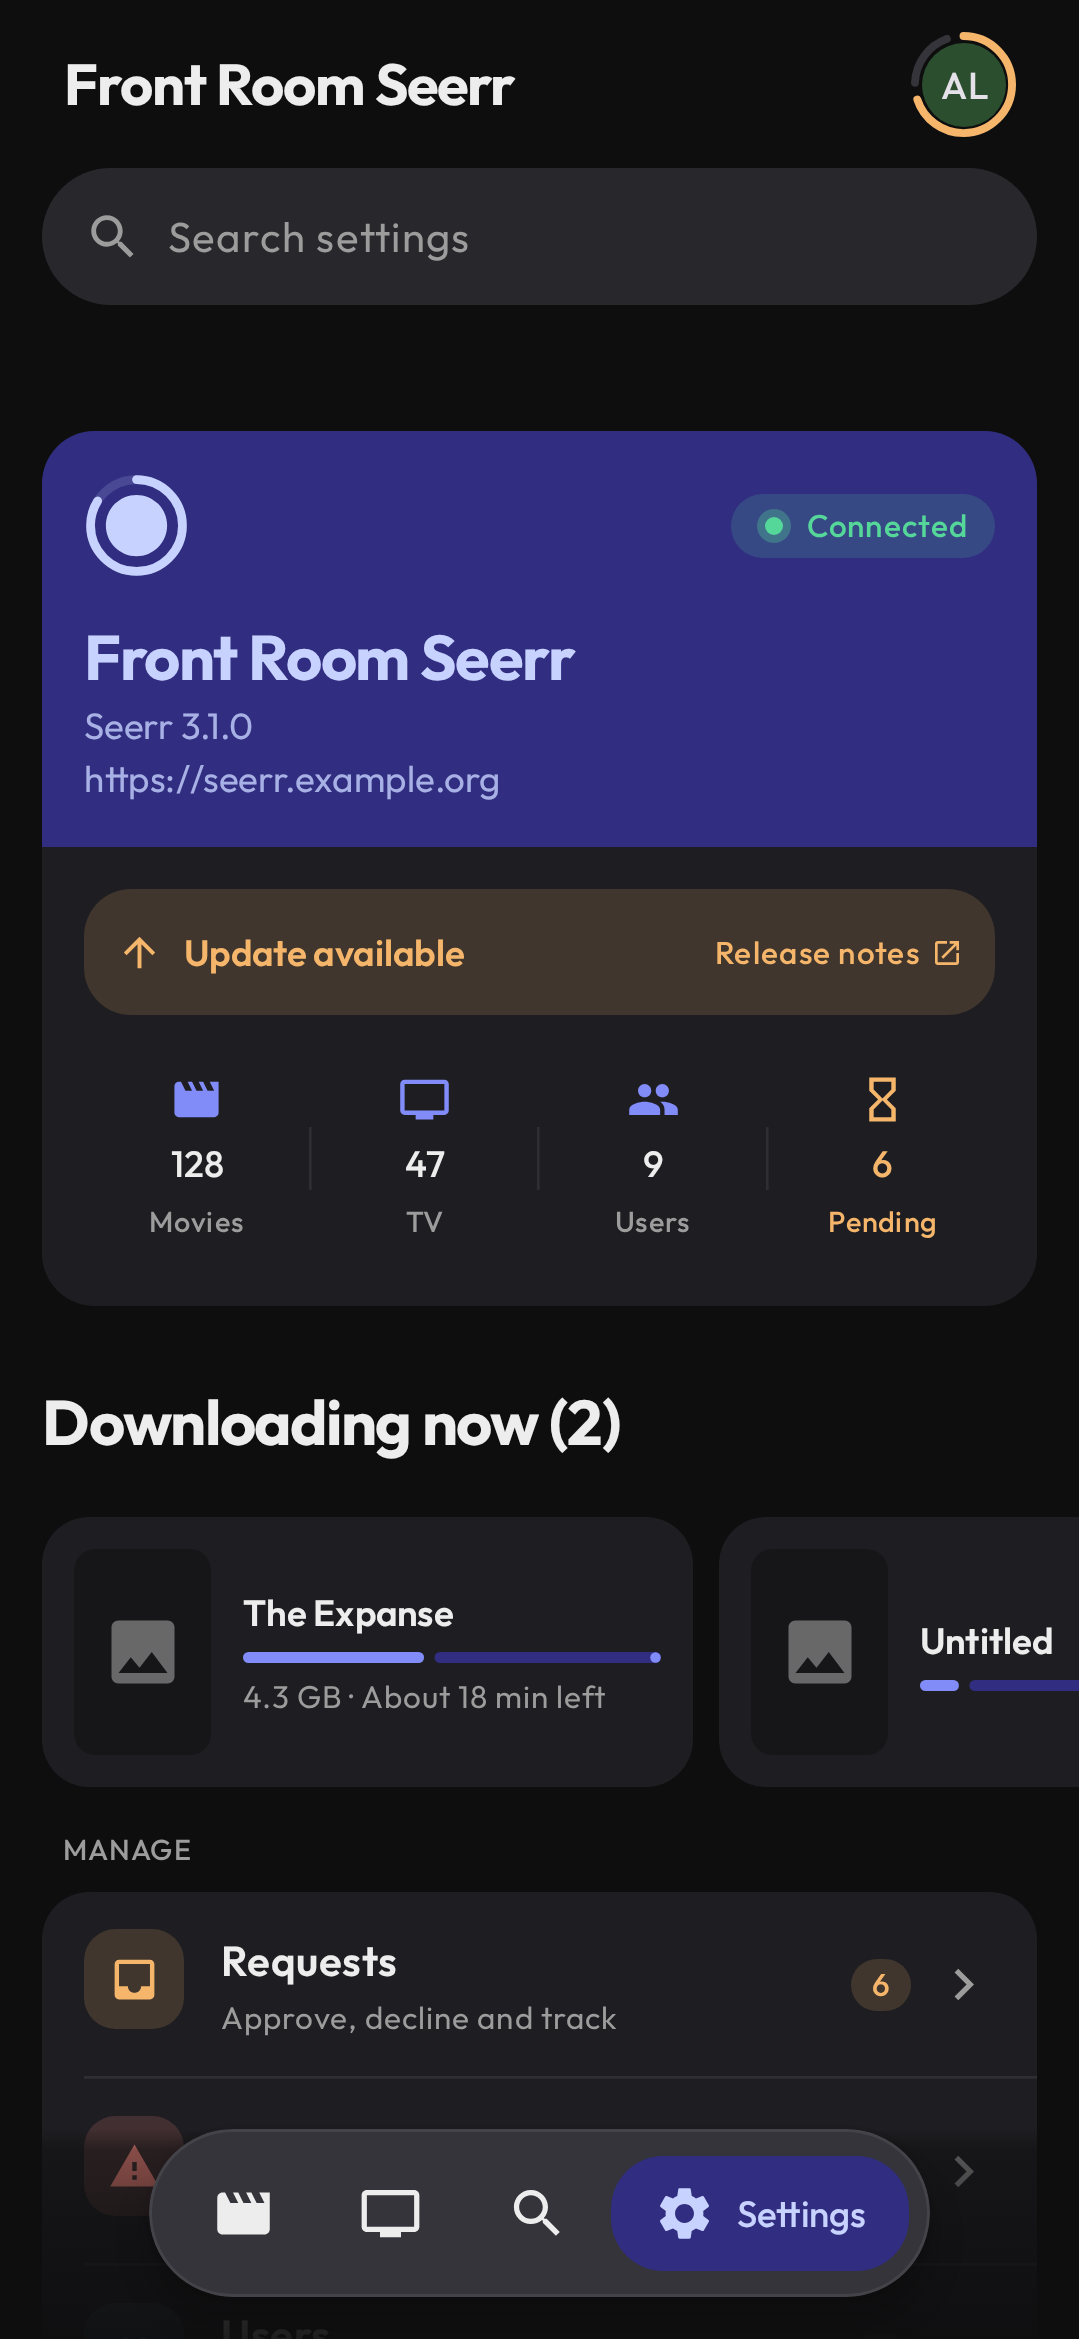 Front Room Seerr
AL
Search settings
Connected
Front Room Seerr
Seerr 3.1.0
https://seerr.example.org
Update available
Release notes
128
47
9
6
Movies
TV
Users
Pending
Downloading now (2)
The Expanse
4.3 GB · About 18 min left
Untitled
MANAGE
Requests
Approve, decline and track
6
Settings
Users